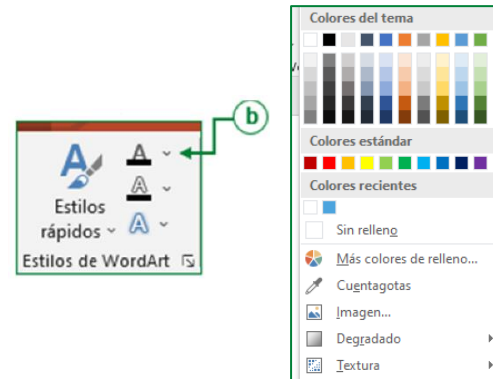 b
A
A
A
A
Estilos
rápidos
Estilos de WordArt
Colores del tema
Colores estándar
Colores recientes
Sin relleno
Más colores de relleno...
Cuentagotas
Imagen...
Degradado
Textura